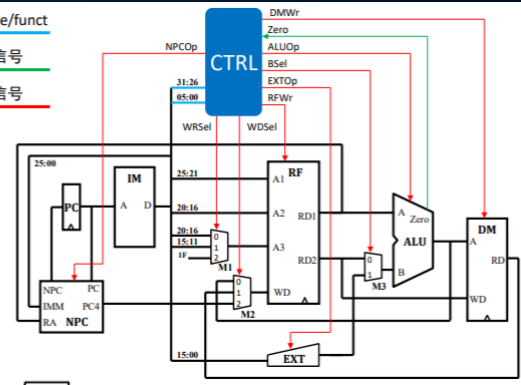 e/funct
信号
信号
DMWr
Zero
NPCOp
CTRL
ALUOp
BSel
EXTOp
RFWr
31:26
05:00
WRSel
WDSel
25:00
IM
25:21
A1
RF
PC
A
D
20:16
A2
RD1
A
Zero
DM
ALU
20:16
15:11
1F
0
1
2
M1
A3
RD2
0
1
M3
B
A
RD
NPC
PC
IMM
PC4
RA
NPC
0
1
2
M2
WD
WD
15:00
EXT